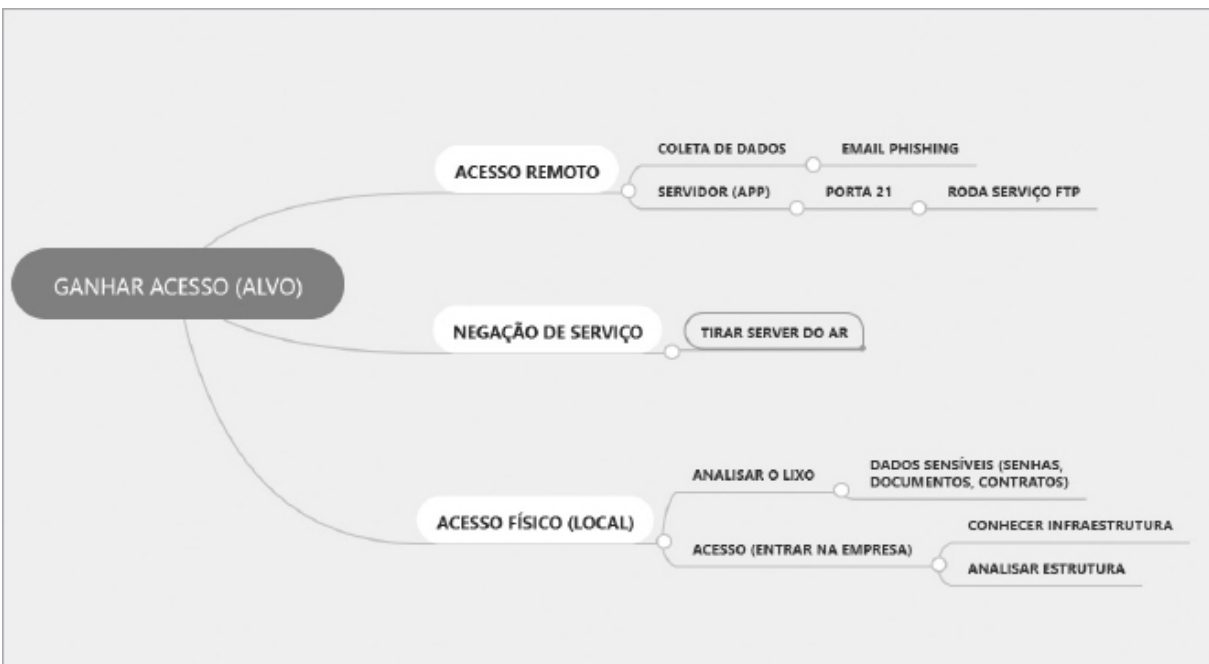 GANHAR ACESSO (ALVO)
ACESSO REMOTO
COLETA DE DADOS
EMAIL PHISHING
SERVIDOR (APP)
PORTA 21
RODA SERVIÇO FTP
NEGAÇÃO DE SERVIÇO
TIRAR SERVER DO AR
ACESSO FÍSICO (LOCAL)
ANALISAR O LIXO
DADOS SENSÍVEIS (SENHAS,
DOCUMENTOS, CONTRATOS)
ACESSO (ENTRAR NA EMPRESA)
CONHECER INFRAESTRUTURA
ANALISAR ESTRUTURA